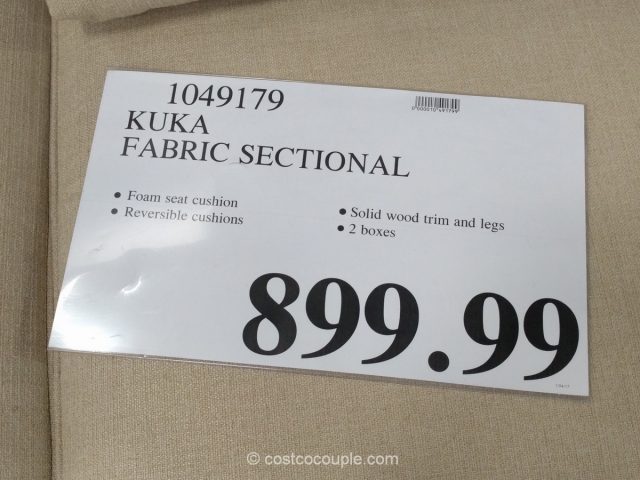 1049179
KUKA
FABRIC SECTIONAL
• Foam seat cushion
• Reversible cushions
• Solid wood trim and legs
• 2 boxes
899.99
© costcocouple.com